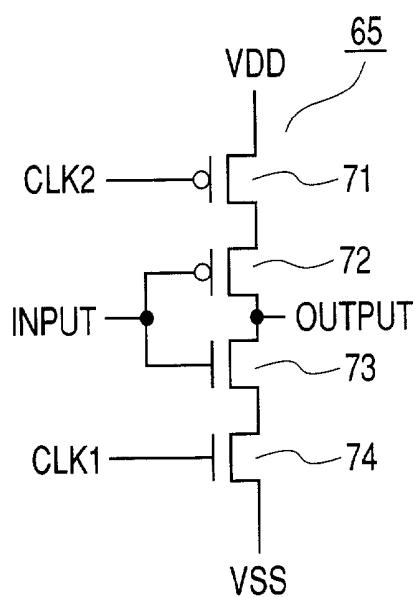 65
VDD
CLK2
71
72
INPUT
OUTPUT
73
CLK1
74
VSS